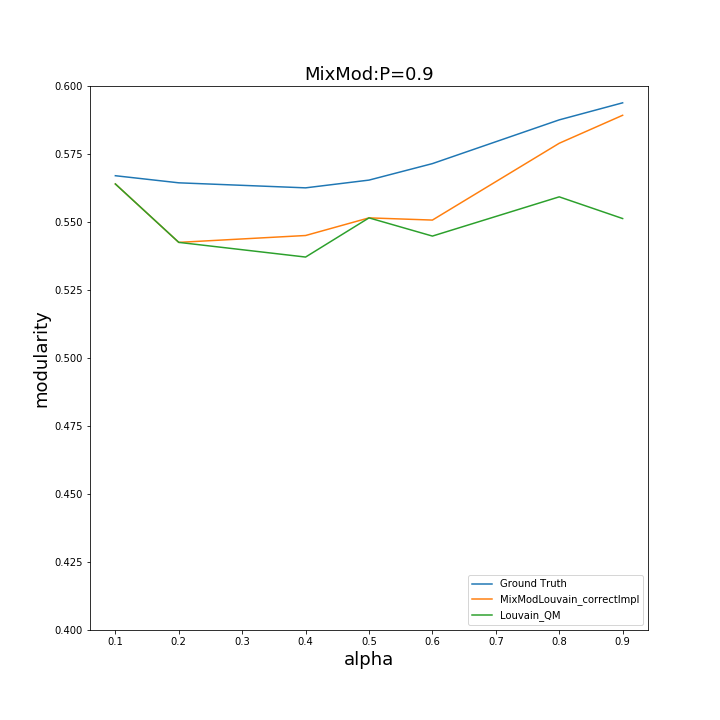 MixMod:P=0.9
0.600
0.575
0.550
0.525
0.500
0.475
0.450
0.425
0.400
modularity
0.1 0.2 0.3 0.4 0.5 0.6 0.7 0.8 0.9
alpha
Ground Truth
MixModLouvain_correctImpl
Louvain_QM